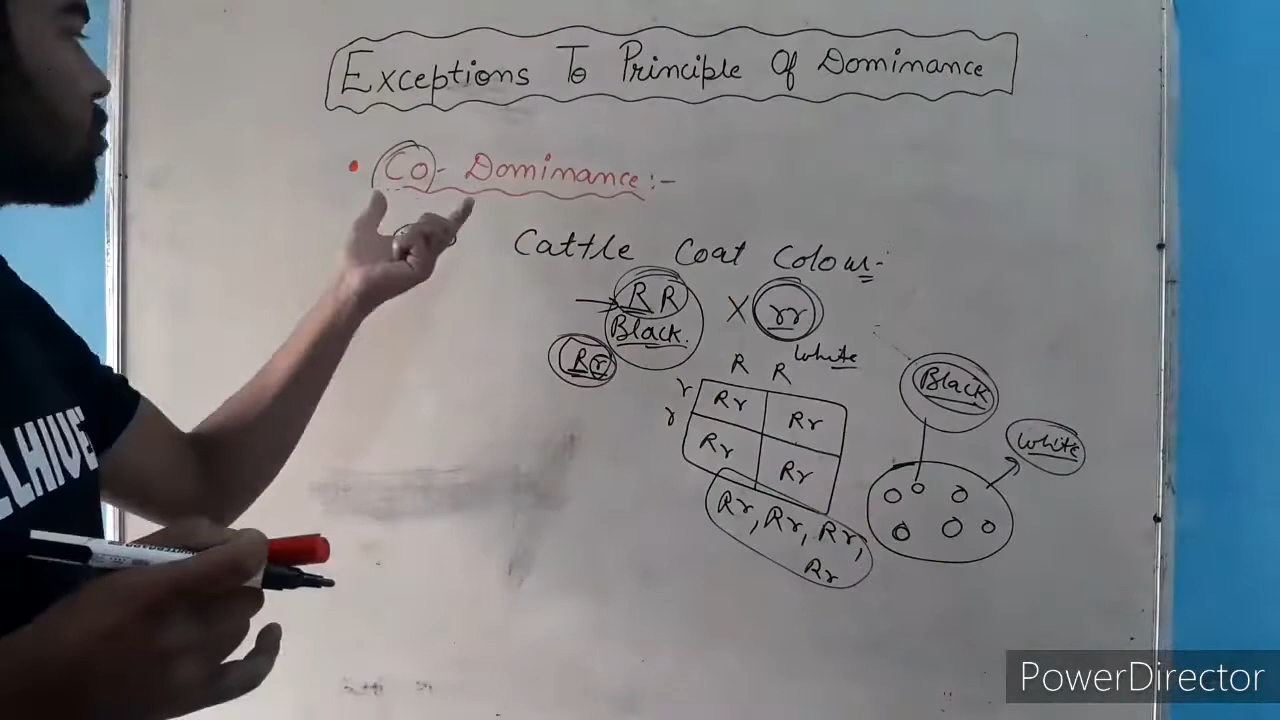 Exceptions To Principle Of Dominance
Co- Dominance :-
Cattle Coat Colour:-
RR X rr
Black. White
Rr
R R
r Rr Rr
r Rr Rr
Rr, Rr, Rr,
Rr
Black
White
ELHIVE
PowerDirector